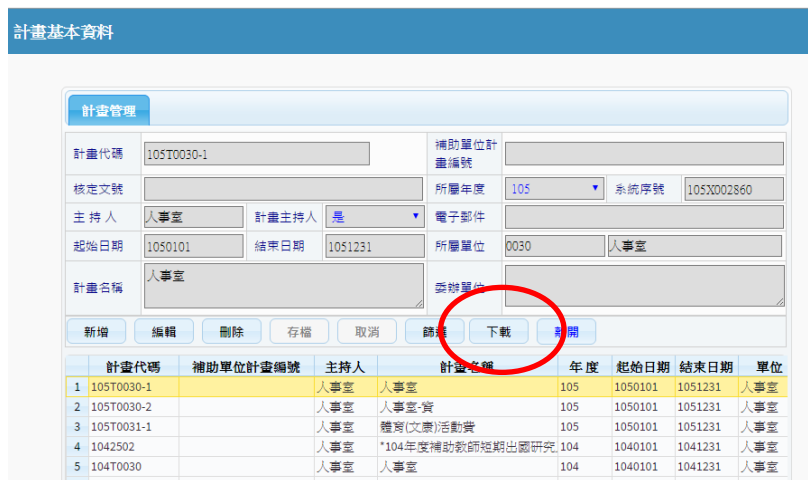 計畫基本資料
計畫管理
計畫代碼 105T0030-1 補助單位計畫編號
核定文號 所屬年度 105 系統序號 105X002860
主 持 人 人事室 計畫主持人 是 電子郵件
起始日期 1050101 結束日期 1051231 所屬單位 0030 人事室
計畫名稱 人事室 委辦單位
新增 編輯 刪除 存檔 取消 篩選 下載 離開
計畫代碼 補助單位計畫編號 主持人 計畫名稱 年度 起始日期 結束日期 單位
1 105T0030-1 人事室 人事室 105 1050101 1051231 人事室
2 105T0030-2 人事室 人事室-資 105 1050101 1051231 人事室
3 105T0031-1 人事室 體育(文康)活動費 105 1050101 1051231 人事室
4 1042502 人事室 *104年度補助教師短期出國研究 104 1040101 1041231 人事室
5 104T0030 人事室 人事室 104 1040101 1041231 人事室